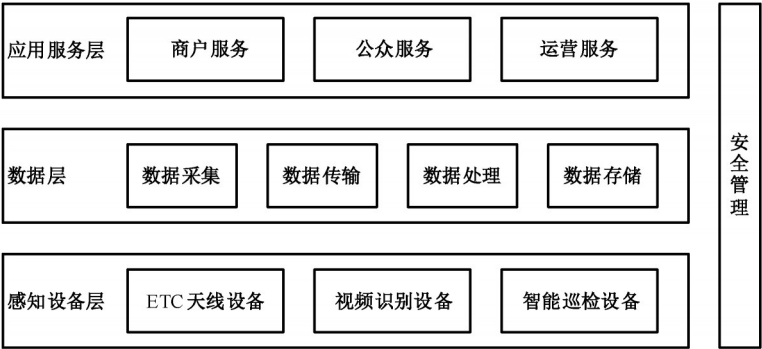 应用服务层 商户服务 公众服务 运营服务
数据层 数据采集 数据传输 数据处理 数据存储
感知设备层 ETC天线设备 视频识别设备 智能巡检设备
安全管理